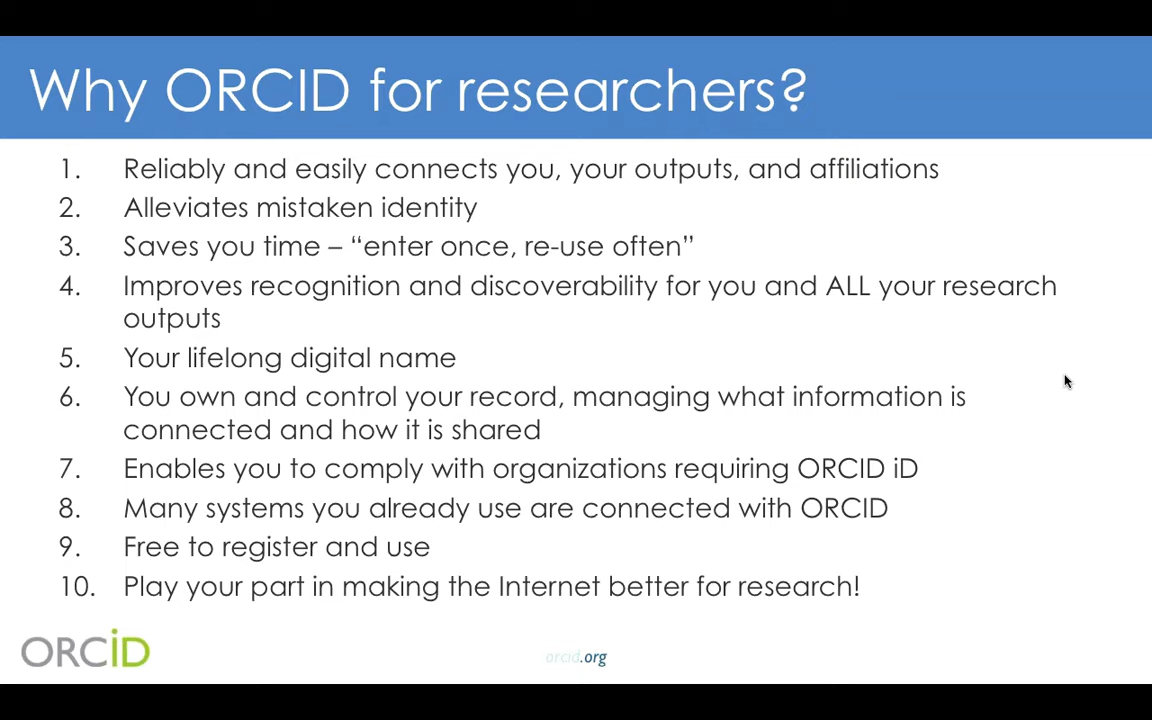 Why ORCID for researchers?
1. Reliably and easily connects you, your outputs, and affiliations
2. Alleviates mistaken identity
3. Saves you time – “enter once, re-use often”
4. Improves recognition and discoverability for you and ALL your research
outputs
5. Your lifelong digital name
6. You own and control your record, managing what information is
connected and how it is shared
7. Enables you to comply with organizations requiring ORCID iD
8. Many systems you already use are connected with ORCID
9. Free to register and use
10. Play your part in making the Internet better for research!
ORCiD
orcid.org